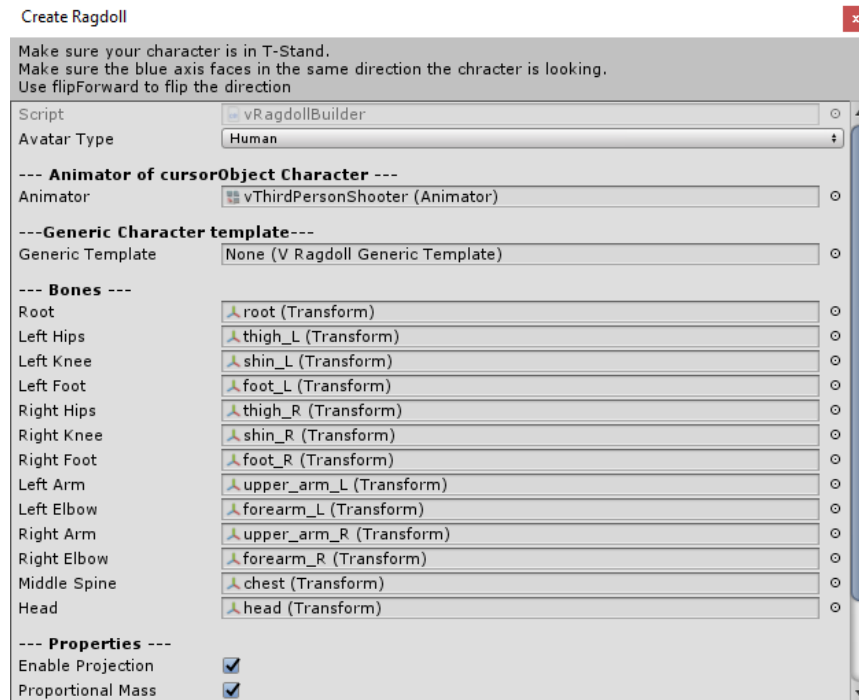 Create Ragdoll
x
Make sure your character is in T-Stand.
Make sure the blue axis faces in the same direction the chracter is looking.
Use flipForward to flip the direction
Script vRagdollBuilder
Avatar Type Human
--- Animator of cursorObject Character ---
Animator vThirdPersonShooter (Animator)
---Generic Character template---
Generic Template None (V Ragdoll Generic Template)
--- Bones ---
Root root (Transform)
Left Hips thigh_L (Transform)
Left Knee shin_L (Transform)
Left Foot foot_L (Transform)
Right Hips thigh_R (Transform)
Right Knee shin_R (Transform)
Right Foot foot_R (Transform)
Left Arm upper_arm_L (Transform)
Left Elbow forearm_L (Transform)
Right Arm upper_arm_R (Transform)
Right Elbow forearm_R (Transform)
Middle Spine chest (Transform)
Head head (Transform)
--- Properties ---
Enable Projection
Proportional Mass